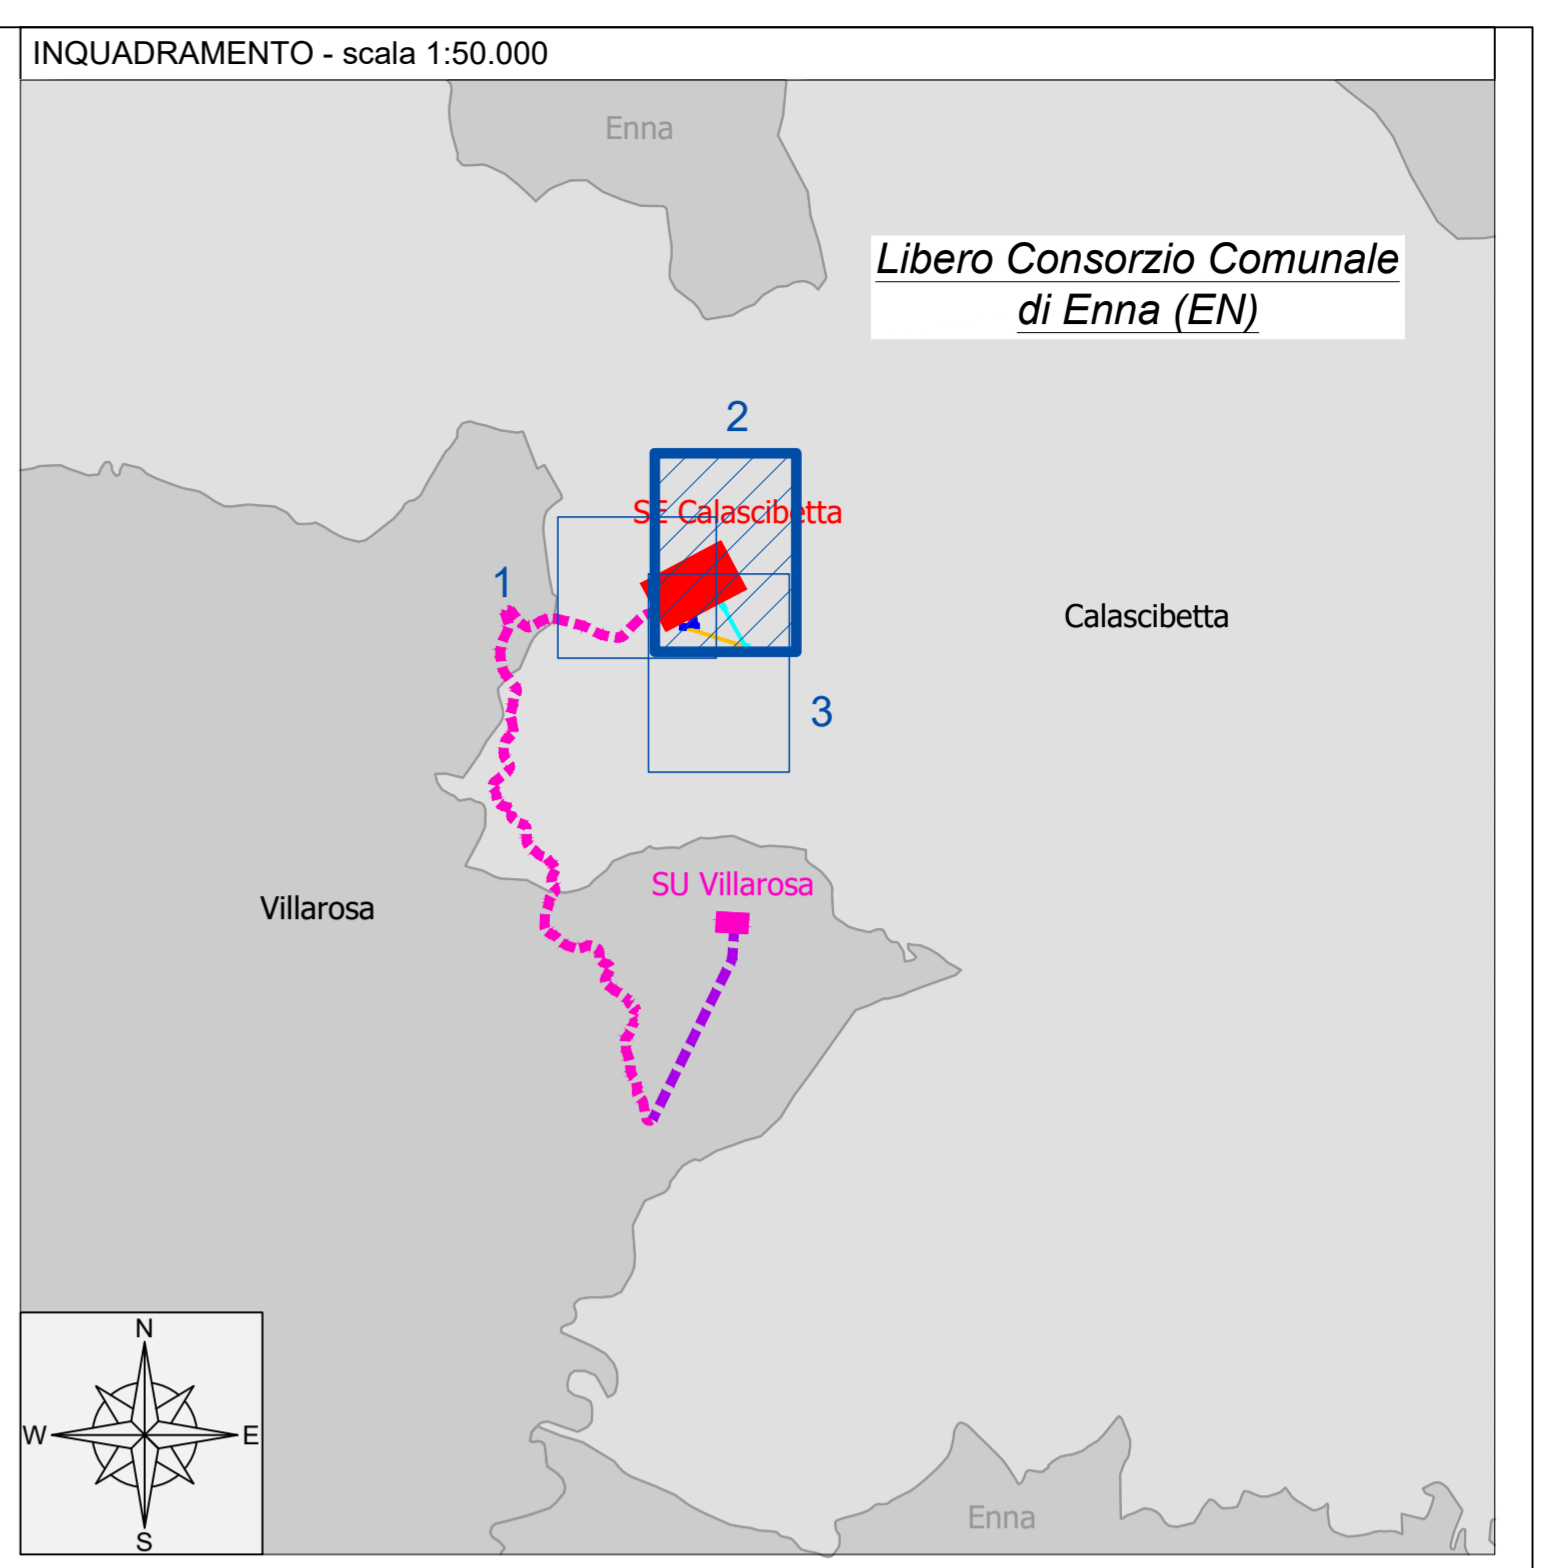 INQUADRAMENTO - scala 1:50.000
Enna
Libero Consorzio Comunale
di Enna (EN)
2
SE Calascibetta
1
Calascibetta
3
SU Villarosa
Villarosa
N
W
E
S
Enna